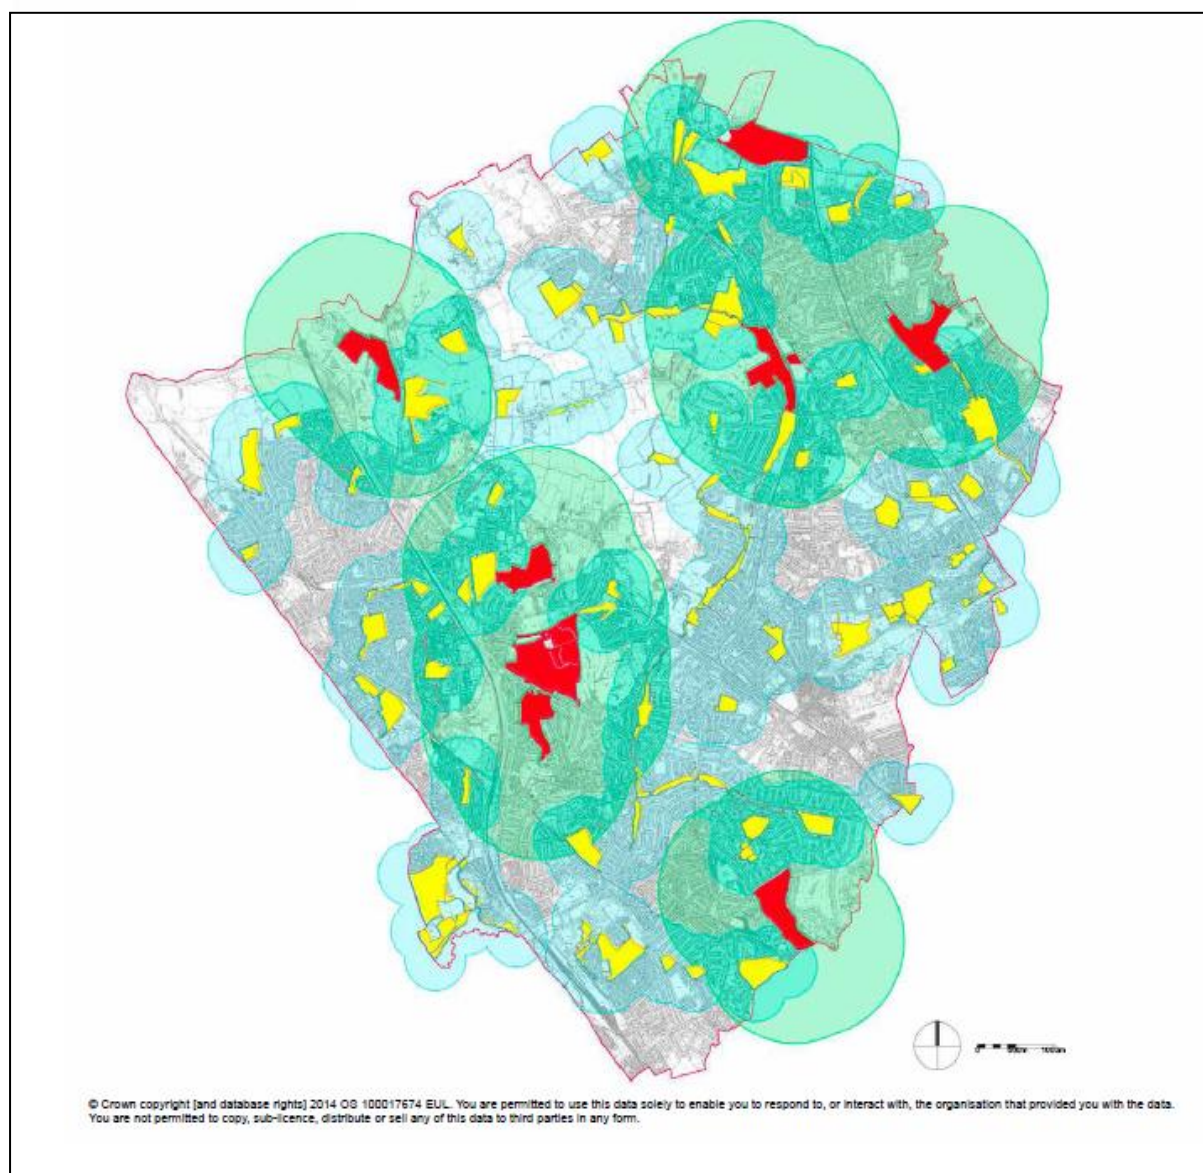 © Crown copyright [and database rights] 2014 OS 100017674 EUL. You are permitted to use this data solely to enable you to respond to, or interact with, the organisation that provided you with the data.
You are not permitted to copy, sub-licence, distribute or sell any of this data to third parties in any form.